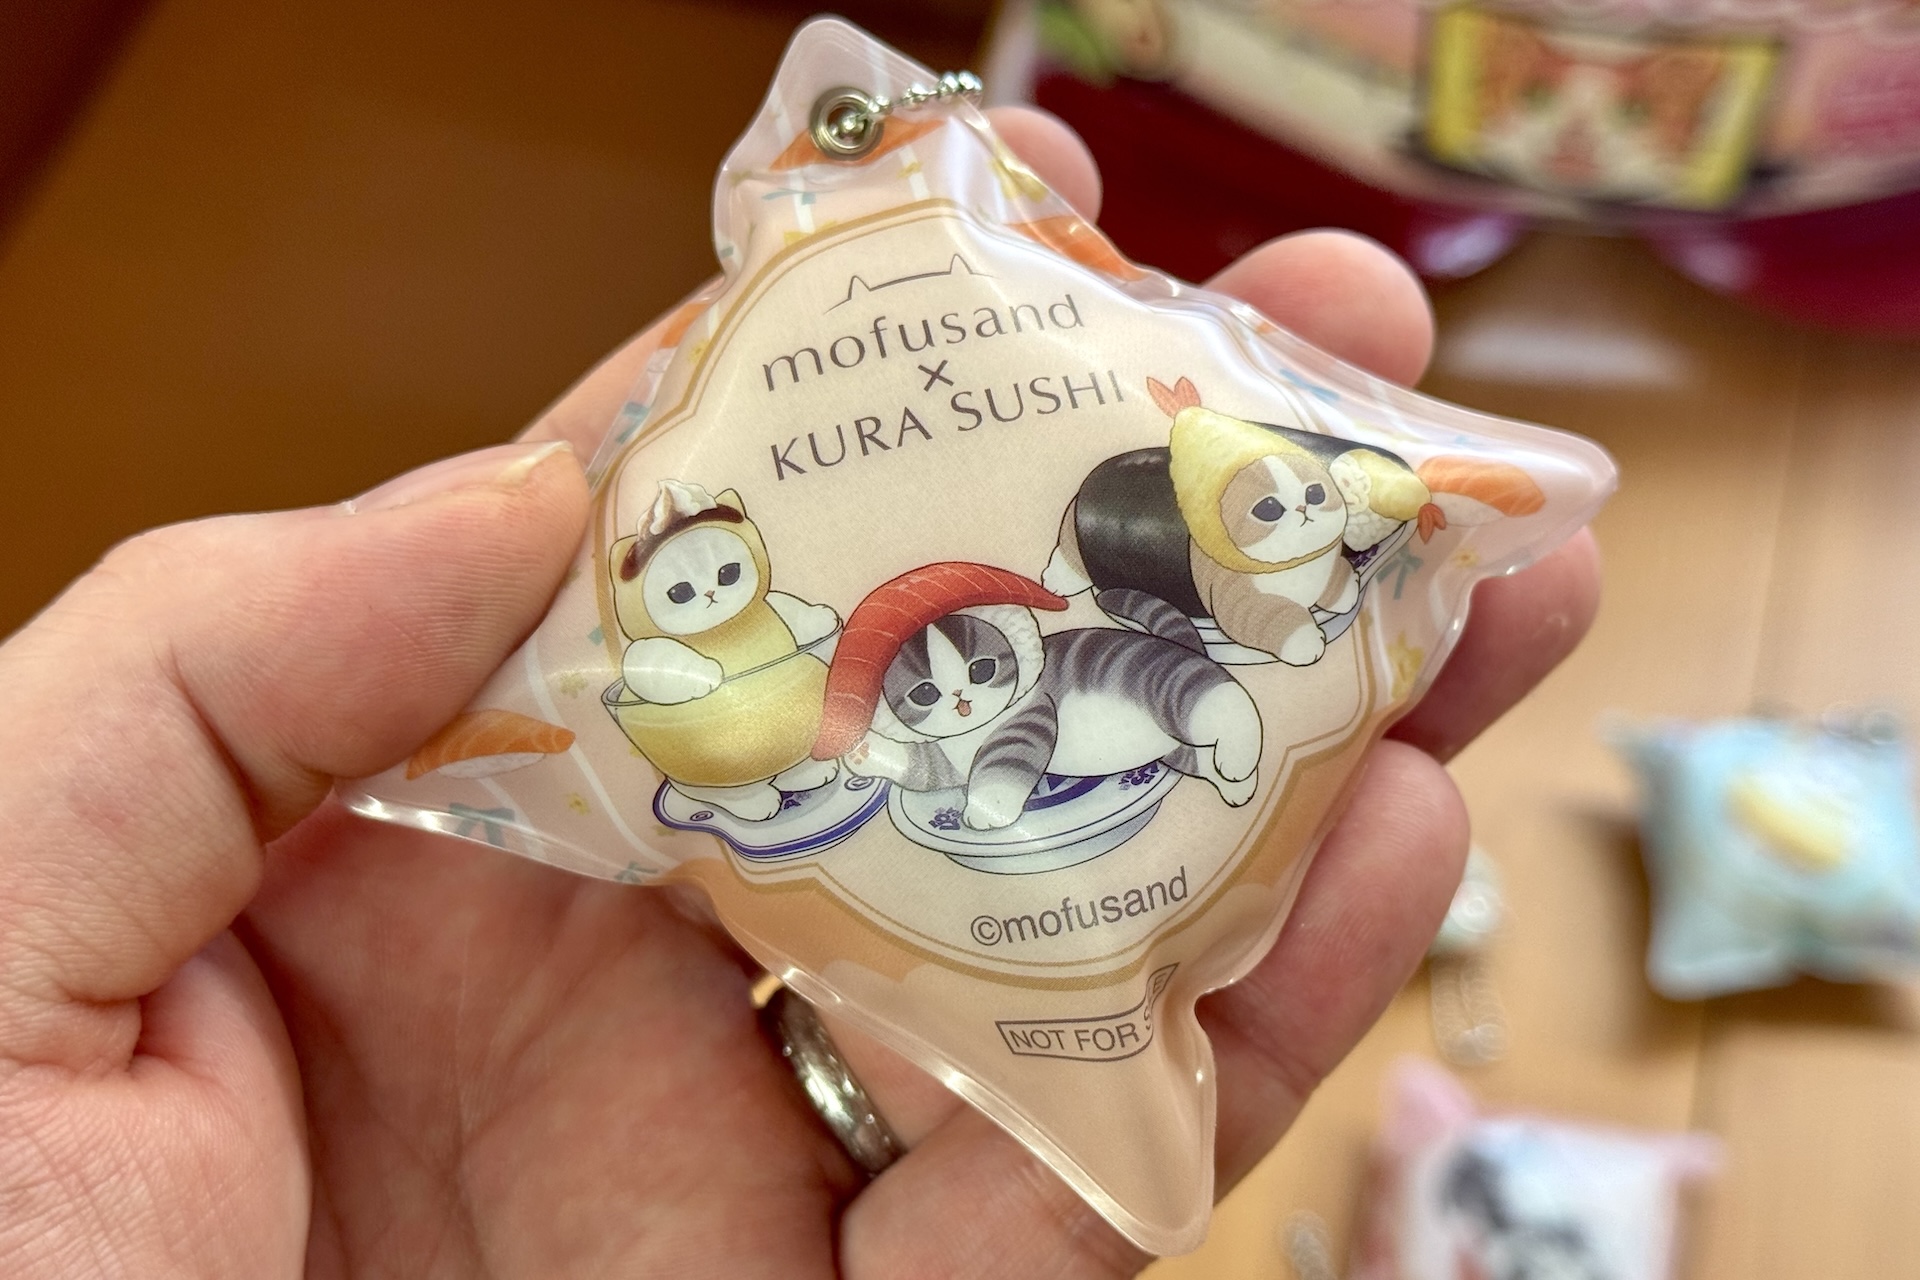 mofusand
×
KURA SUSHI
©mofusand
NOT FOR